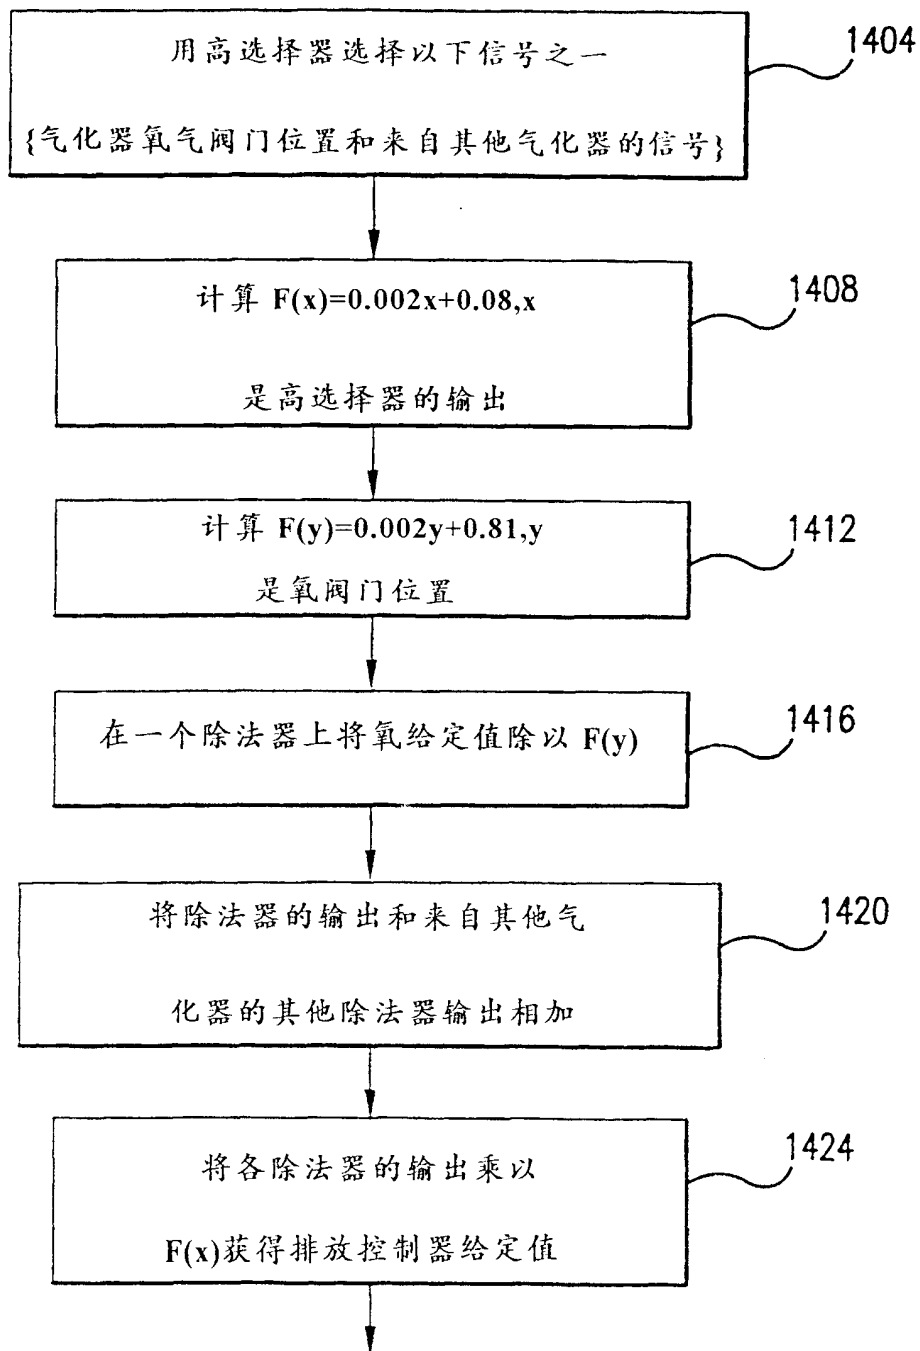 用高选择器选择以下信号之一
{气化器氧气阀门位置和来自其他气化器的信号}
1404
计算 F(x)=0.002x+0.08,x
是高选择器的输出
1408
计算 F(y)=0.002y+0.81,y
是氧阀门位置
1412
在一个除法器上将氧给定值除以 F(y)
1416
将除法器的输出和来自其他气
化器的其他除法器输出相加
1420
将各除法器的输出乘以
F(x)获得排放控制器给定值
1424